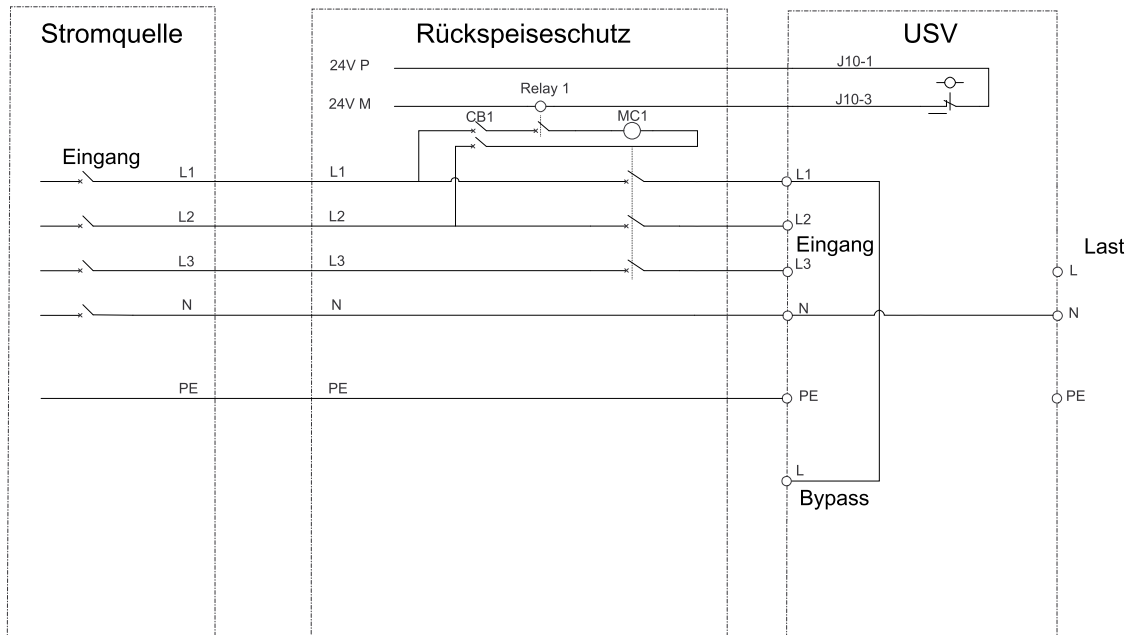 Stromquelle
Rückspeiseschutz
USV
24V P
J10-1
24V M
Relay 1
J10-3
CB1
MC1
Eingang
L1
L1
L1
L2
L2
L2
Eingang
L3
L3
L3
Last
L
N
N
N
N
PE
PE
PE
PE
L
Bypass